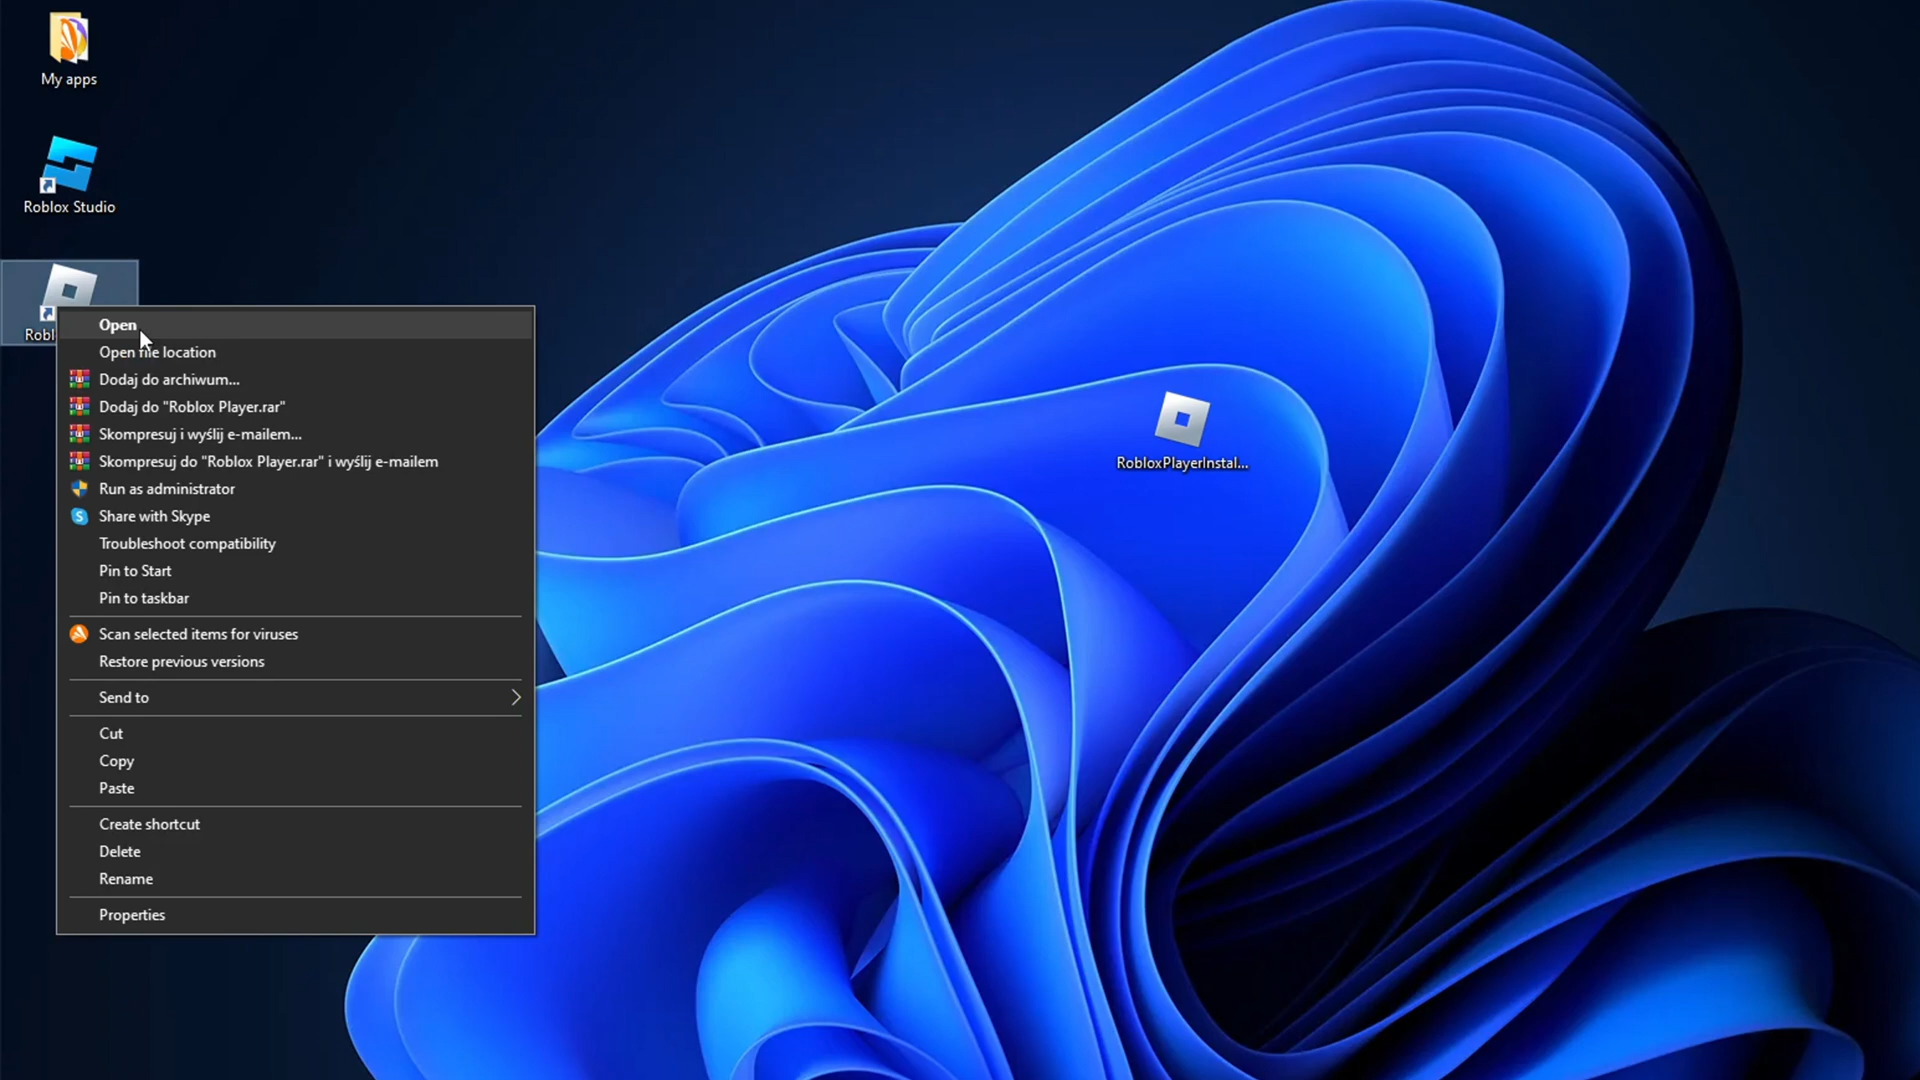 My apps
Roblox Studio
Robl
Open
Open file location
Dodaj do archiwum...
Dodaj do "Roblox Player.rar"
Skompresuj i wyślij e-mailem...
Skompresuj do "Roblox Player.rar" i wyślij e-mailem
Run as administrator
Share with Skype
Troubleshoot compatibility
Pin to Start
Pin to taskbar
Scan selected items for viruses
Restore previous versions
Send to
Cut
Copy
Paste
Create shortcut
Delete
Rename
Properties
RobloxPlayerInstal...